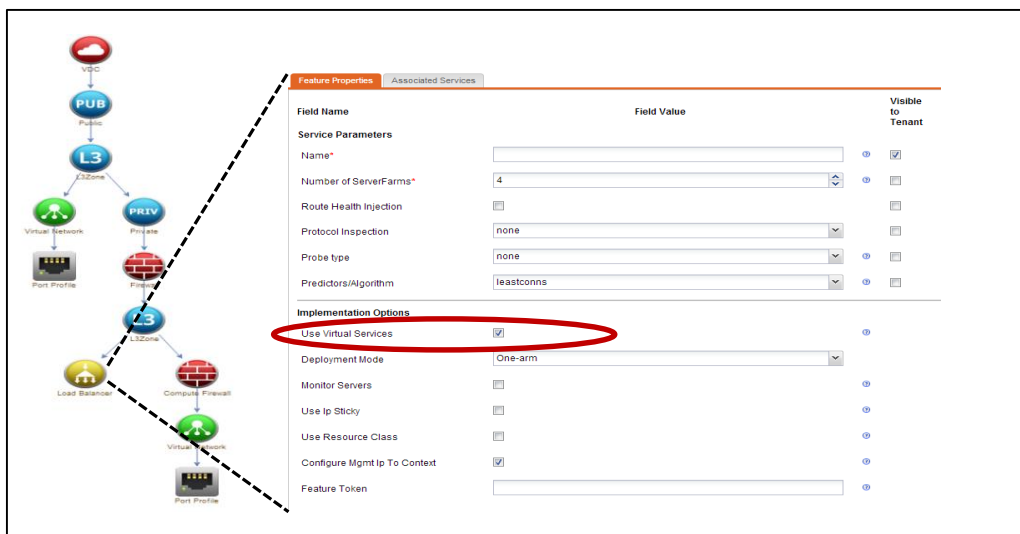 VDC
PUB
Public
L3
L3Zone
Virtual Network
PRIV
Private
Port Profile
Firewall
L3
L3Zone
Load Balancer
Compute Firewall
Virtual Network
Port Profile
Feature Properties Associated Services
Field Name Field Value Visible to Tenant
Service Parameters
Name*
Number of ServerFarms* 4
Route Health Injection
Protocol Inspection none
Probe type none
Predictors/Algorithm leastconns
Implementation Options
Use Virtual Services
Deployment Mode One-arm
Monitor Servers
Use Ip Sticky
Use Resource Class
Configure Mgmt Ip To Context
Feature Token